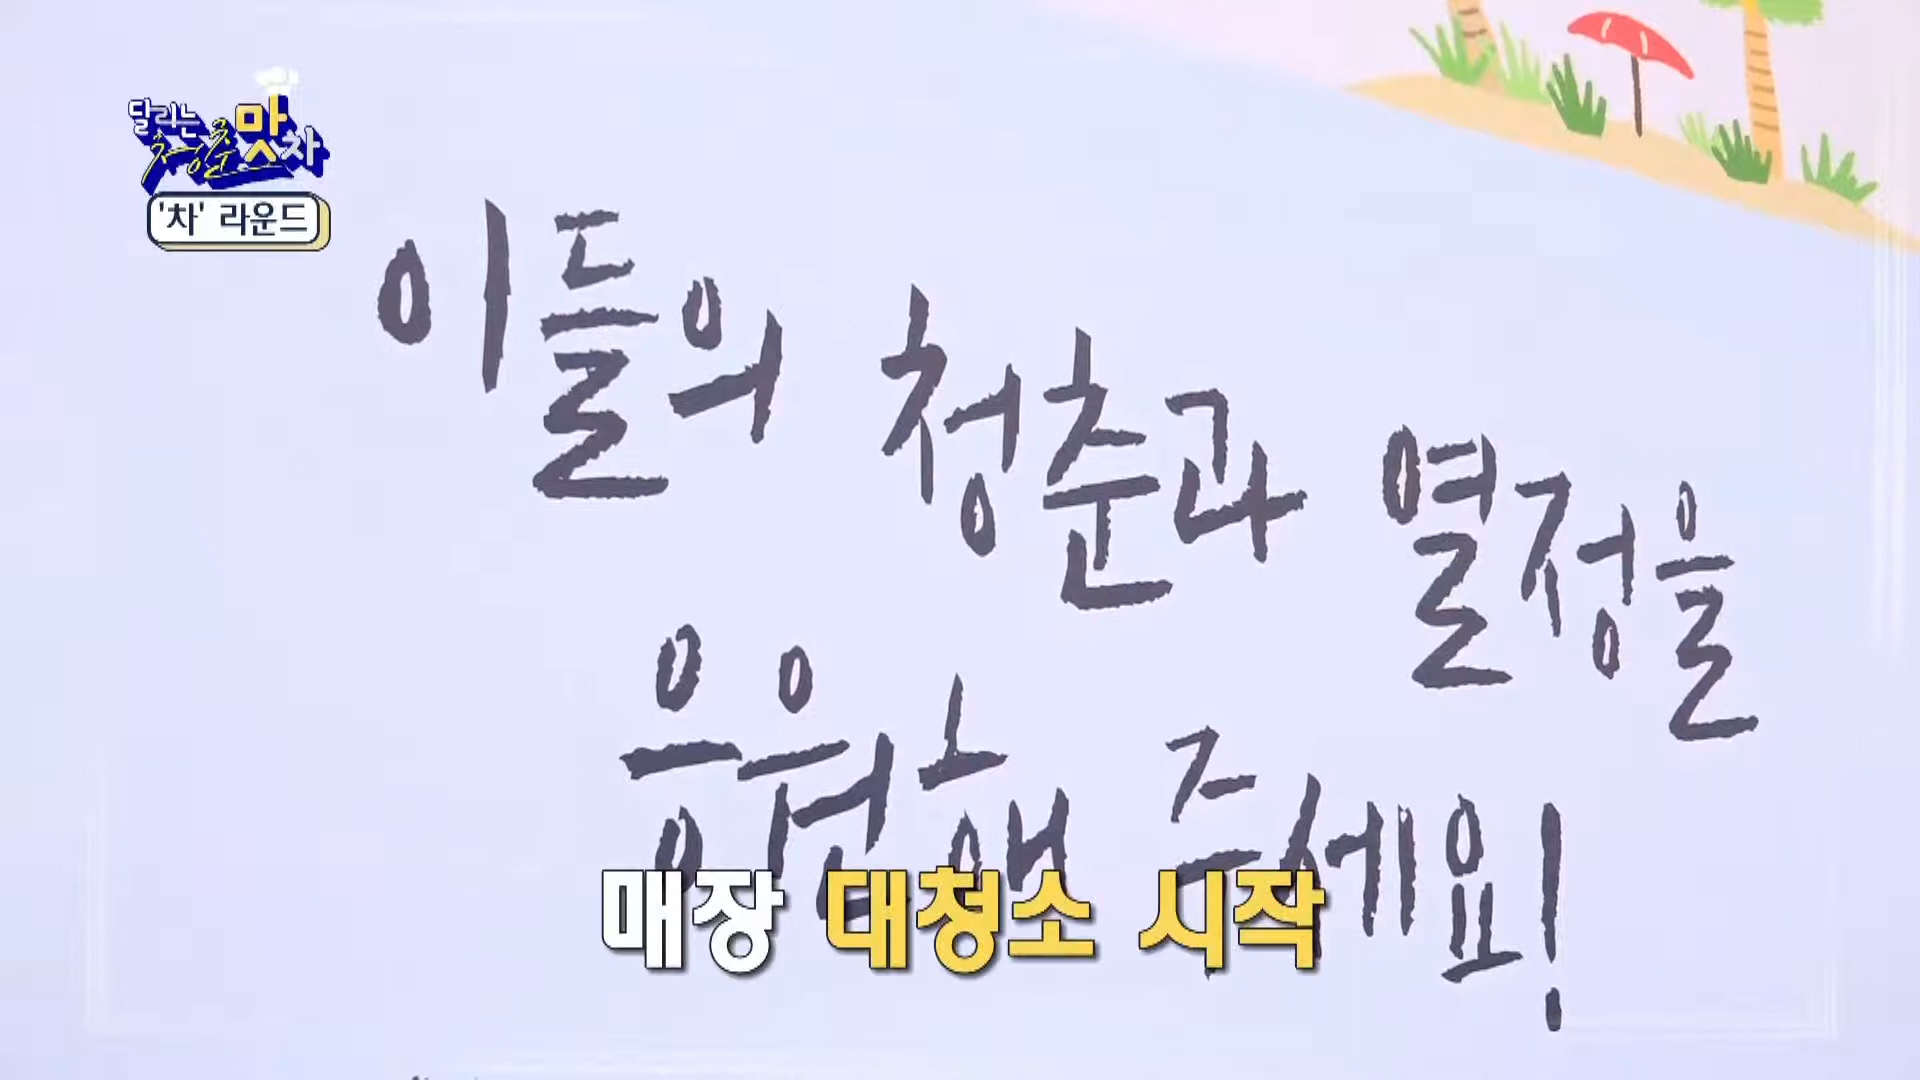 달리는
청춘맛차
'차' 라운드
이들의 청춘과 열정을
응원해 주세요!
매장 대청소 시작